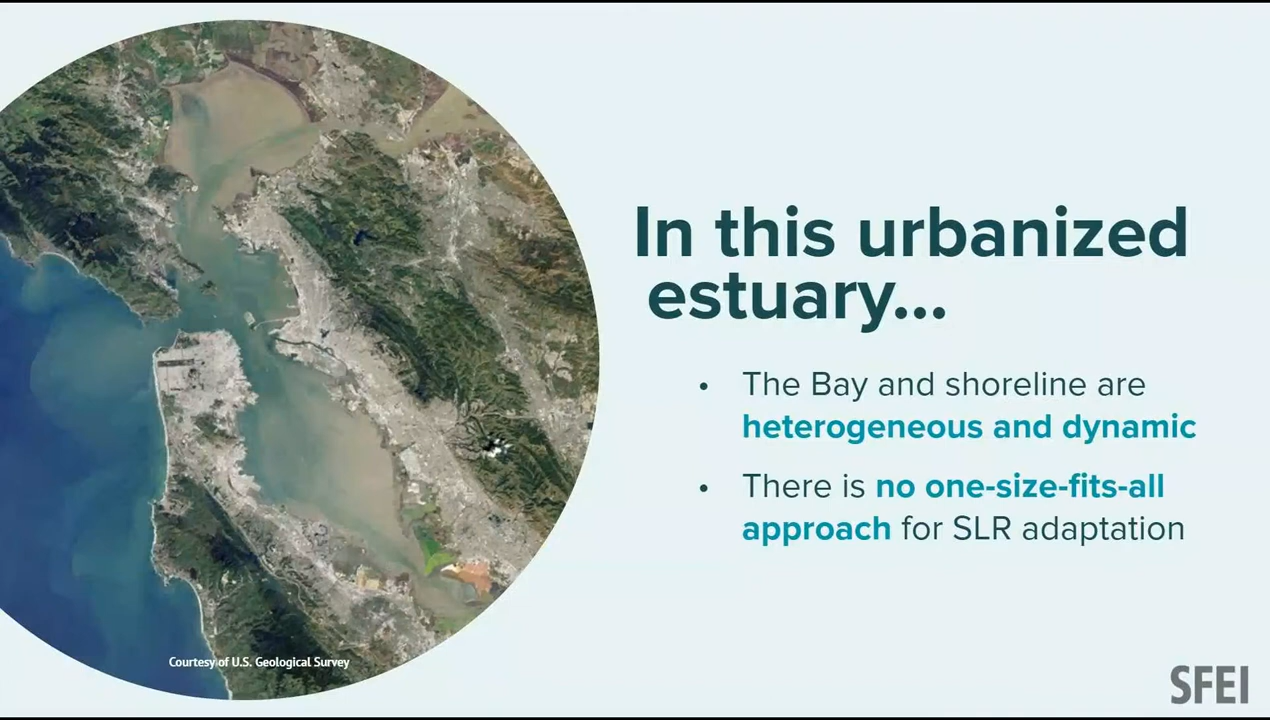 In this urbanized
estuary...
• The Bay and shoreline are
heterogeneous and dynamic
• There is no one-size-fits-all
approach for SLR adaptation
Courtesy of U.S. Geological Survey
SFEI